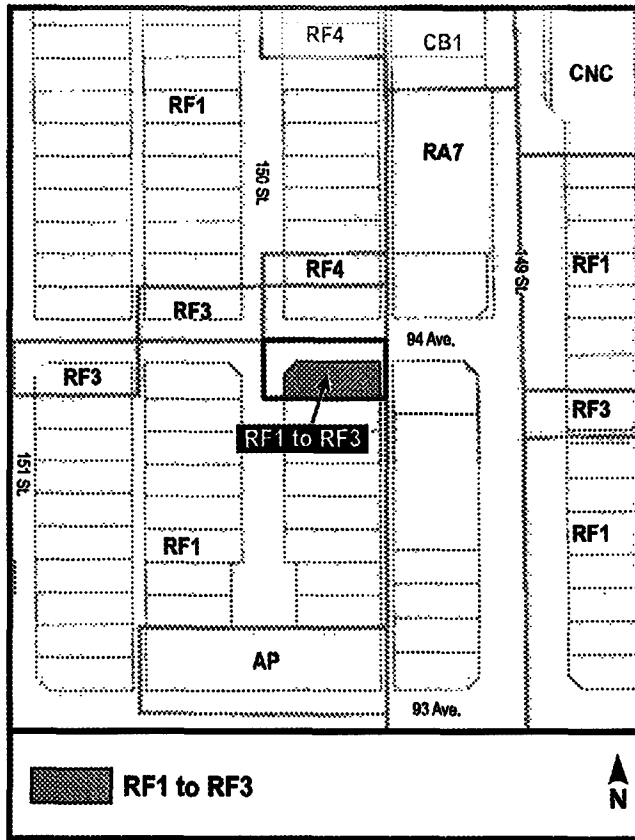 RF4
CB1
CNC
RF1
RA7
150 St.
149 St.
RF4
RF1
RF3
94 Ave.
RF3
RF3
RF1 to RF3
151 St.
RF1
RF1
AP
93 Ave.
RF1 to RF3
N